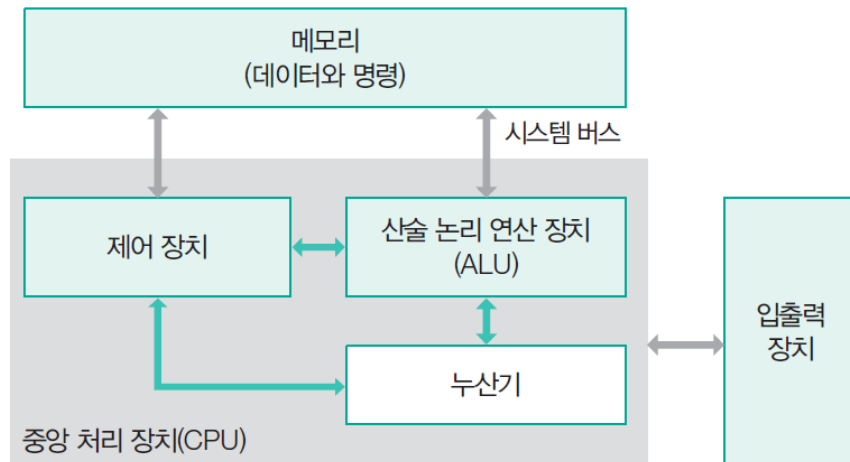 메모리
(데이터와 명령)
시스템 버스
제어 장치
산술 논리 연산 장치
(ALU)
입출력
장치
누산기
중앙 처리 장치(CPU)